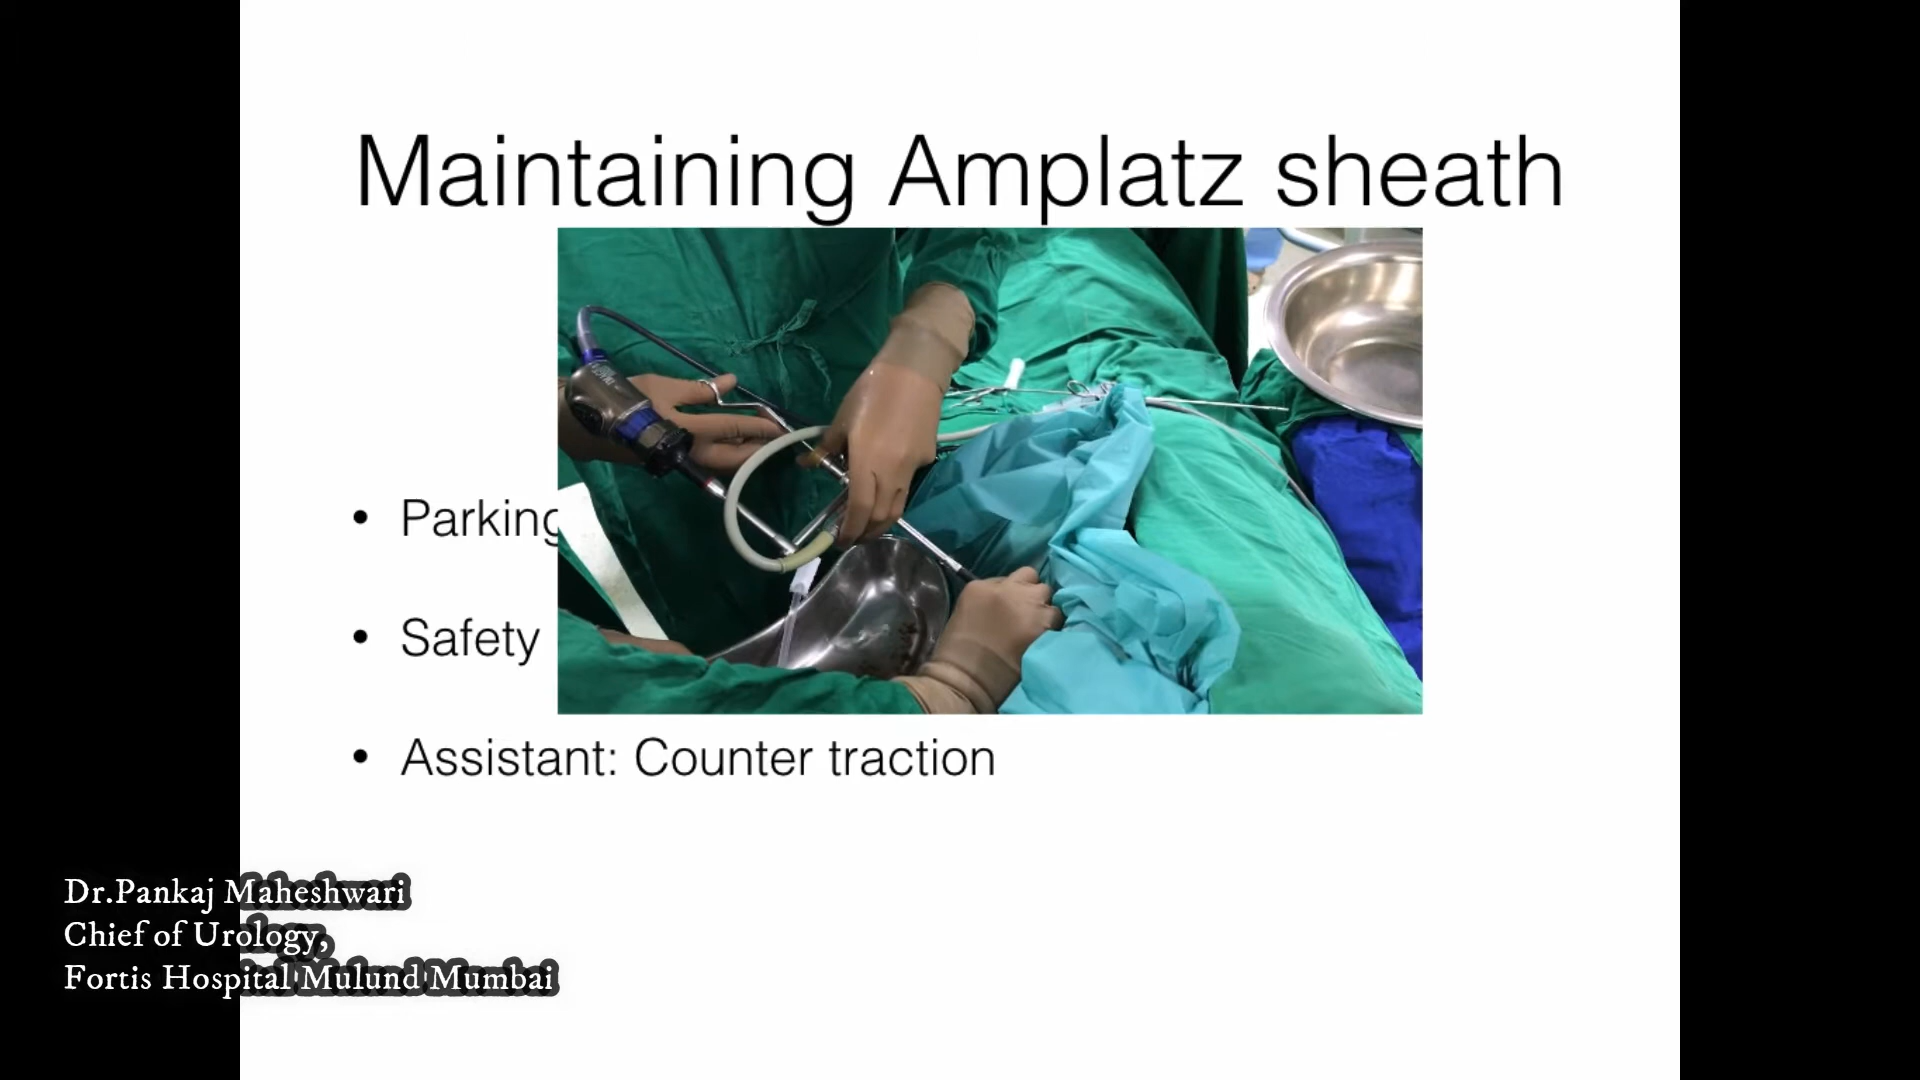 Maintaining Amplatz sheath
• Parking
• Safety
• Assistant: Counter traction
Dr.Pankaj Maheshwari
Chief of Urology,
Fortis Hospital Mulund Mumbai